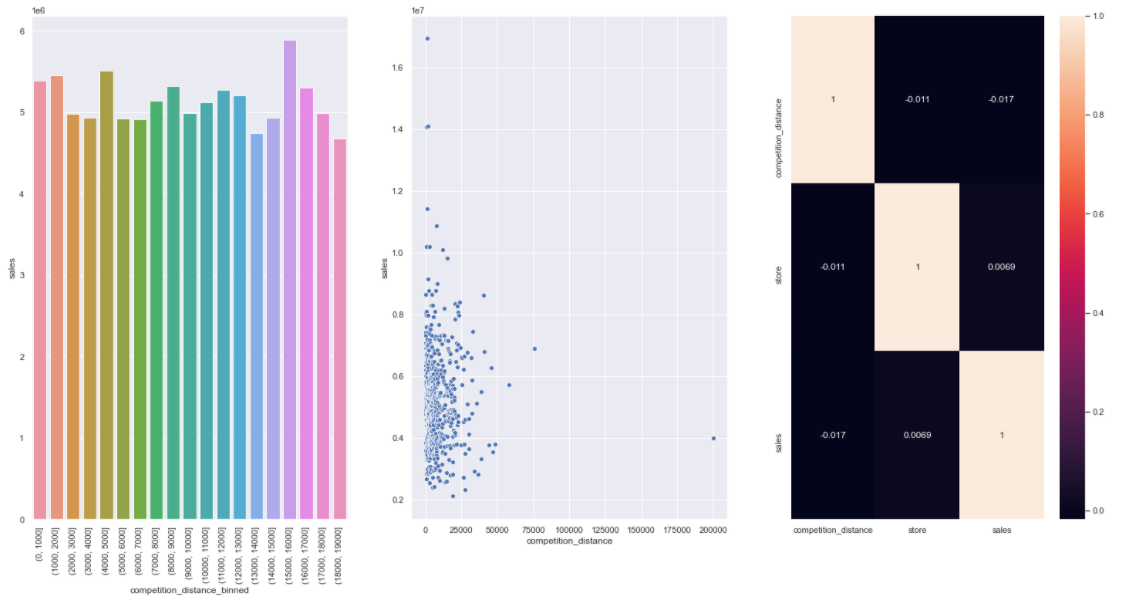 1e6
6
5
4
3
2
1
0
sales
(0, 1000]
(1000, 2000]
(2000, 3000]
(3000, 4000]
(4000, 5000]
(5000, 6000]
(6000, 7000]
(7000, 8000]
(8000, 9000]
(9000, 10000]
(10000, 11000]
(11000, 12000]
(12000, 13000]
(13000, 14000]
(14000, 15000]
(15000, 16000]
(16000, 17000]
(17000, 18000]
(18000, 19000]
competition_distance_binned
1e7
1.6
1.4
1.2
1.0
0.8
0.6
0.4
0.2
sales
0 25000 50000 75000 100000 125000 150000 175000 200000
competition_distance
competition_distance
1 -0.011 -0.017
store
-0.011 1 0.0069
sales
-0.017 0.0069 1
competition_distance store sales
1.0
0.8
0.6
0.4
0.2
0.0